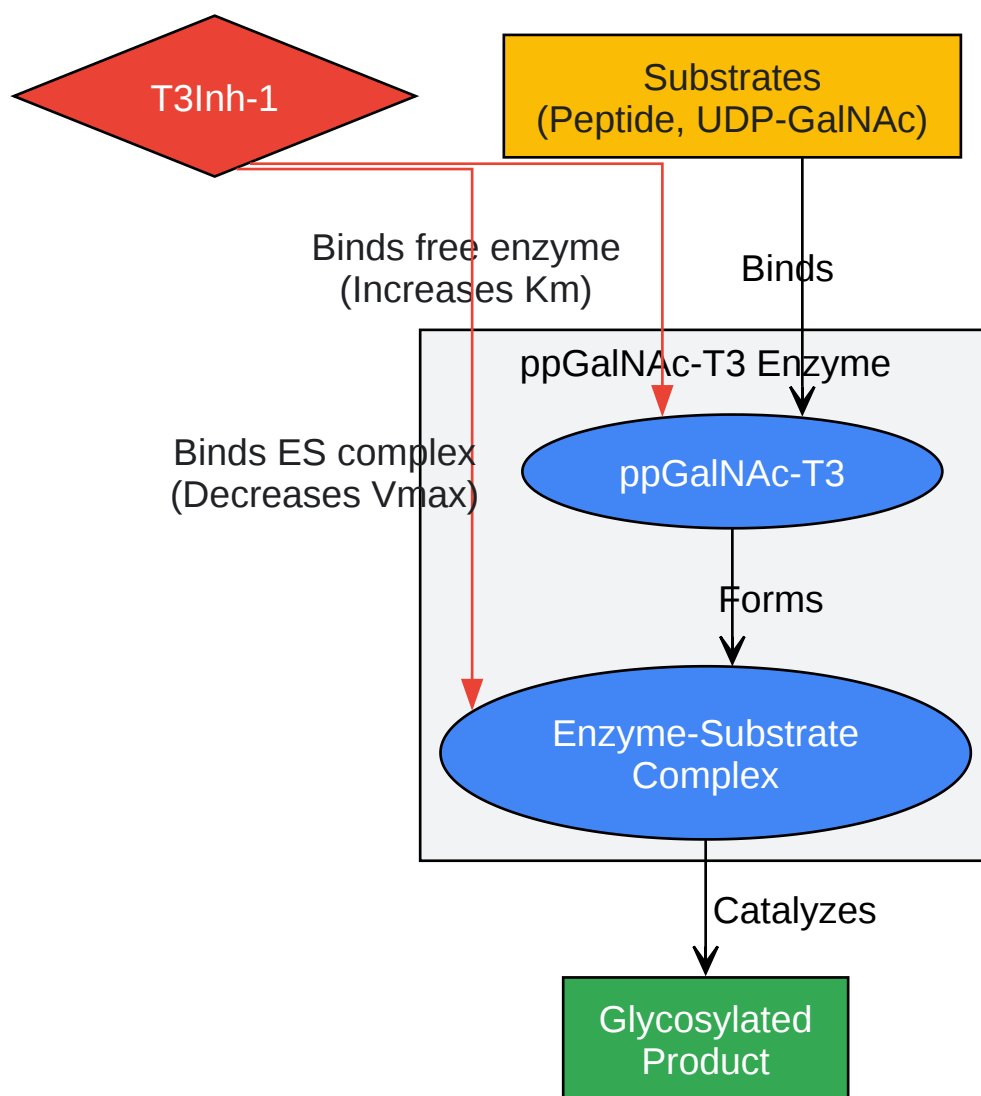 T3Inh-1
Substrates
(Peptide, UDP-GalNAc)
Binds free enzyme
(Increases Km)
Binds
ppGalNAc-T3 Enzyme
Binds ES complex
(Decreases Vmax)
ppGalNAc-T3
Forms
Enzyme-Substrate
Complex
Catalyzes
Glycosylated
Product